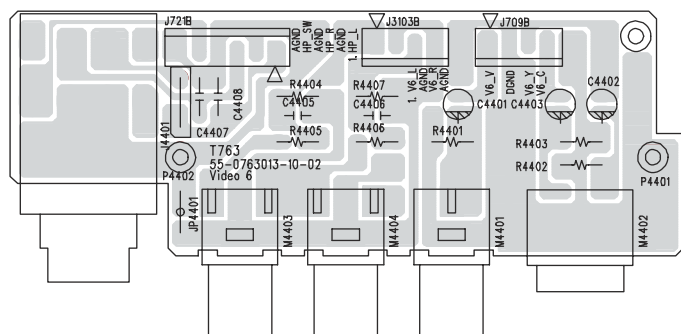 J721B
AGND
HP_SW
AGND
HP_R
AGND
1. HP_L
J3103B
1. V6_L
AGND
V6_R
AGND
J709B
V6_V
DGND
V6_Y
V6_C
C4402
R4404
R4407
C4408
C4405
C4406
C4401
C4403
C4407
J4401
R4405
R4406
R4401
R4403
T763
55-0763013-10-02
Video 6
R4402
P4402
P4401
JP4401
M4403
M4404
M4401
M4402